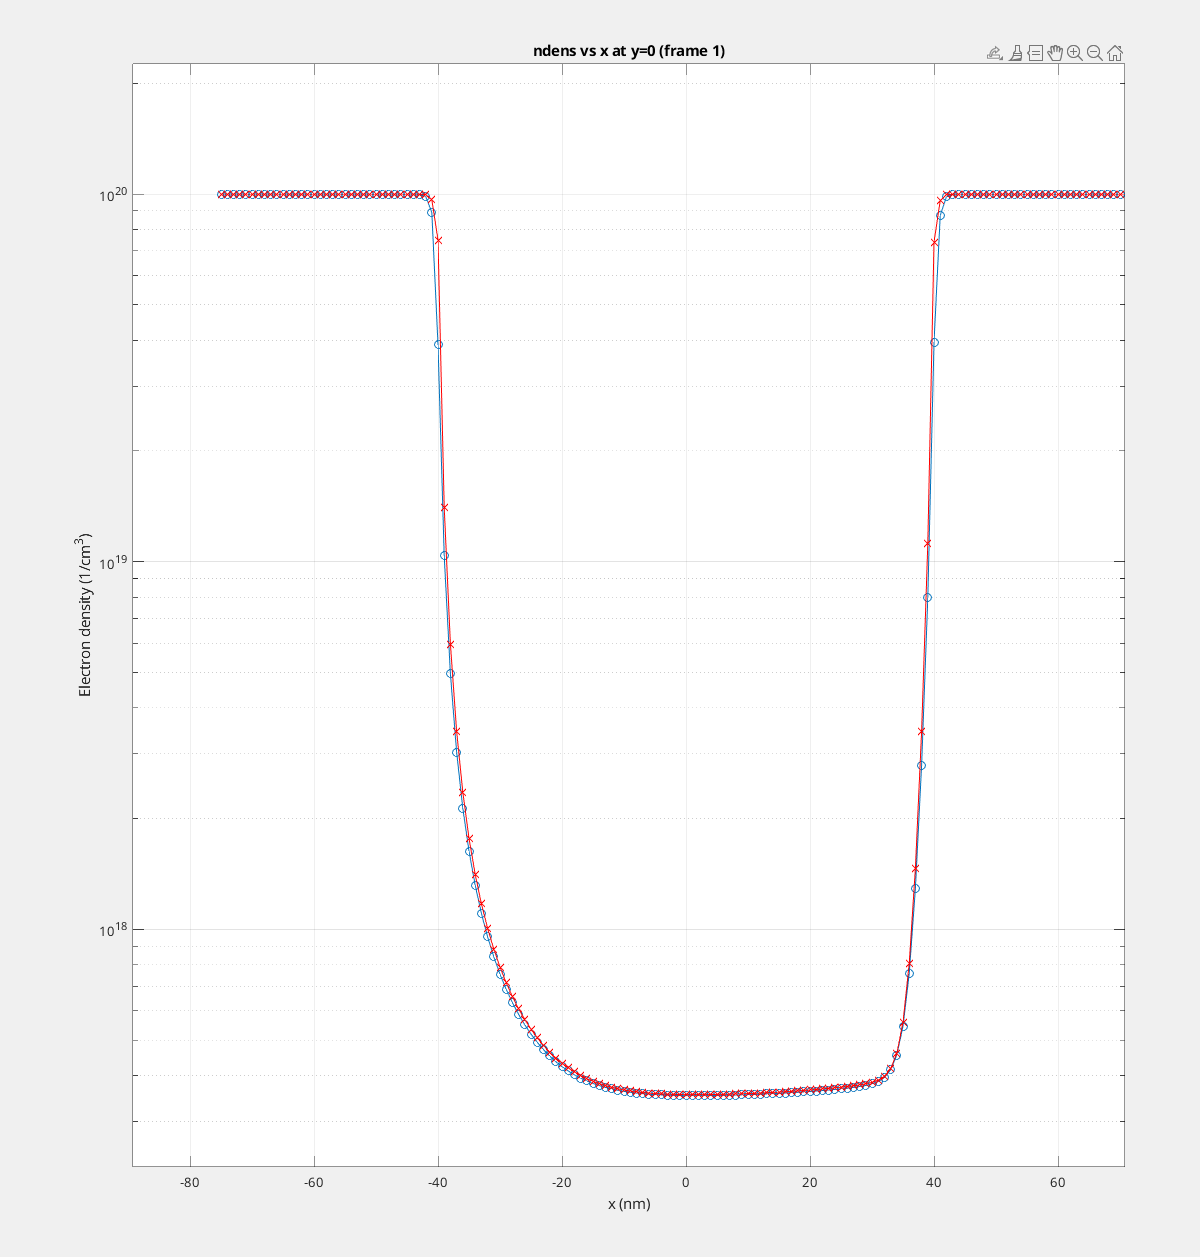 ndens vs x at y=0 (frame 1)
10^20
10^19
10^18
Electron density (1/cm^3)
-80 -60 -40 -20 0 20 40 60
x (nm)